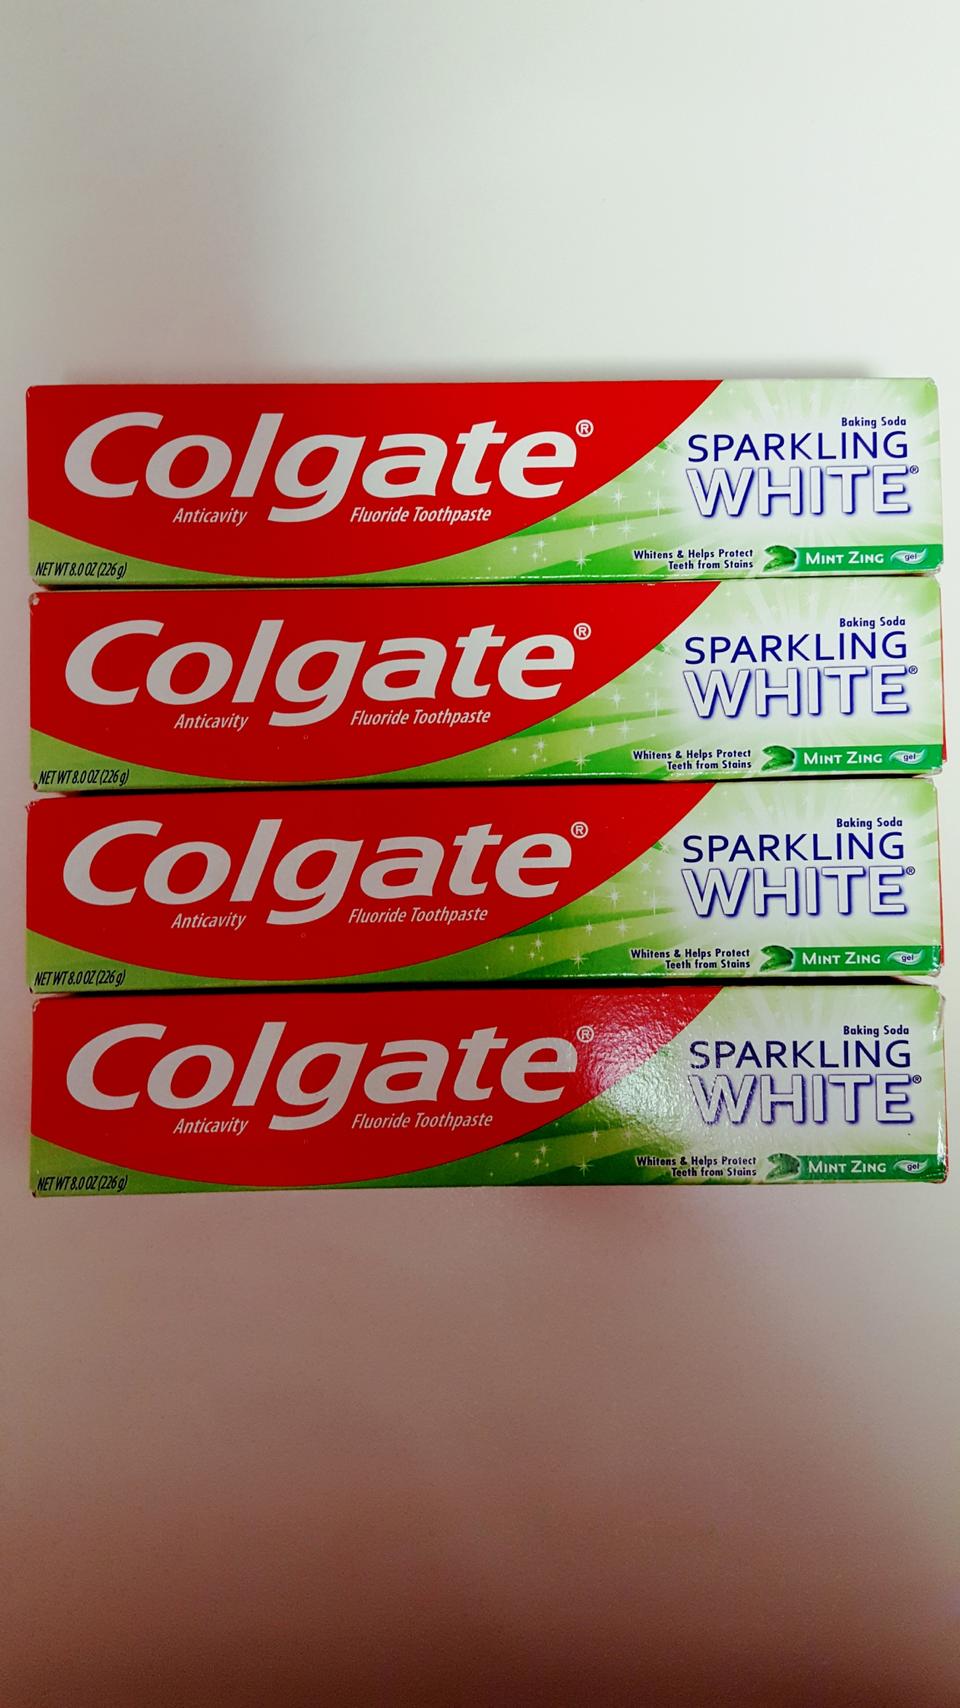 Colgate®
Anticavity Fluoride Toothpaste
NET WT 8.0 OZ (226 g)
Baking Soda
SPARKLING
WHITE®
Whitens & Helps Protect
Teeth from Stains
MINT ZING gel
Colgate®
Anticavity Fluoride Toothpaste
NET WT 8.0 OZ (226 g)
Baking Soda
SPARKLING
WHITE®
Whitens & Helps Protect
Teeth from Stains
MINT ZING gel
Colgate®
Anticavity Fluoride Toothpaste
NET WT 8.0 OZ (226 g)
Baking Soda
SPARKLING
WHITE®
Whitens & Helps Protect
Teeth from Stains
MINT ZING gel
Colgate®
Anticavity Fluoride Toothpaste
NET WT 8.0 OZ (226 g)
Baking Soda
SPARKLING
WHITE®
Whitens & Helps Protect
Teeth from Stains
MINT ZING gel